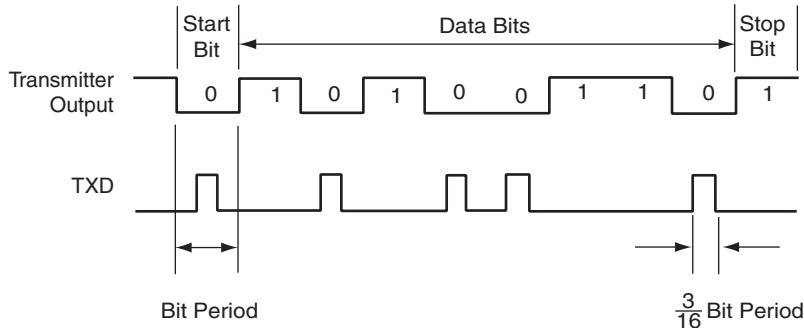 Start
Bit
Data Bits
Stop
Bit
Transmitter
Output
0 1 0 1 0 0 1 1 0 1
TXD
Bit Period
3/16 Bit Period